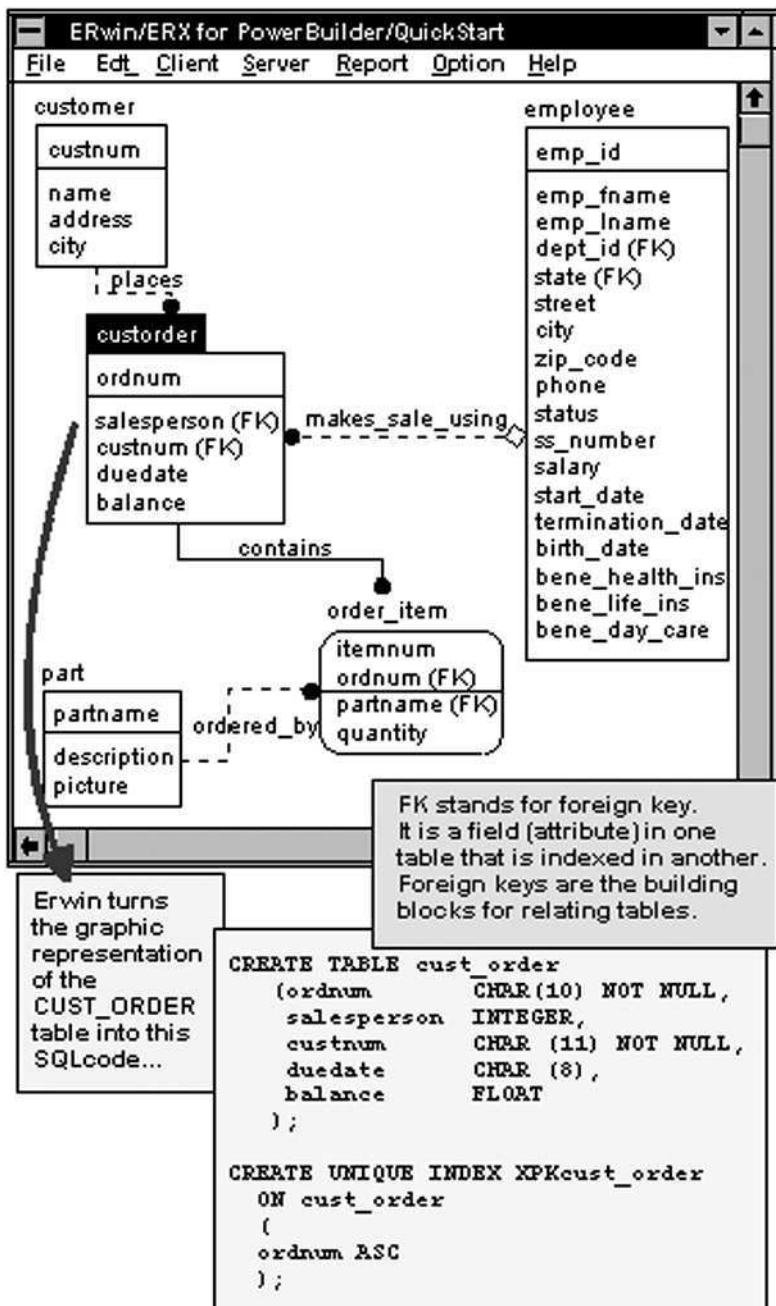 ERwin/ERX for PowerBuilder/QuickStart
File Edt Client Server Report Option Help
customer
custnum
name
address
city
places
custorder
ordnum
salesperson (FK)
custnum (FK)
duedate
balance
makes_sale_using
employee
emp_id
emp_fname
emp_lname
dept_id (FK)
state (FK)
street
city
zip_code
phone
status
ss_number
salary
start_date
termination_date
birth_date
bene_health_ins
bene_life_ins
bene_day_care
contains
order_item
itemnum
ordnum (FK)
partname (FK)
quantity
part
partname
description
picture
ordered_by
FK stands for foreign key.
It is a field (attribute) in one
table that is indexed in another.
Foreign keys are the building
blocks for relating tables.
Erwin turns
the graphic
representation
of the
CUST_ORDER
table into this
SQLcode...
CREATE TABLE cust_order
(ordnum CHAR(10) NOT NULL,
salesperson INTEGER,
custnum CHAR (11) NOT NULL,
duedate CHAR (8),
balance FLOAT
);
CREATE UNIQUE INDEX XPKcust_order
ON cust_order
(
ordnum ASC
);